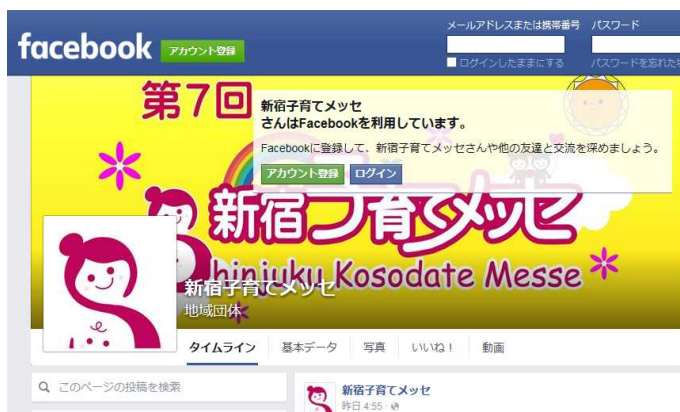 facebook
アカウント登録
メールアドレスまたは携帯番号
パスワード
ログインしたままにする
パスワードを忘れた
第7回
新宿子育てメッセ
さんはFacebookを利用しています。
Facebookに登録して、新宿子育てメッセさんや他の友達と交流を深めましょう。
アカウント登録
ログイン
新宿子育てメッセ
Shinjuku Kosodate Messe
新宿子育てメッセ
地域団体
タイムライン
基本データ
写真
いいね！
動画
このページの投稿を検索
新宿子育てメッセ
昨日 4:55